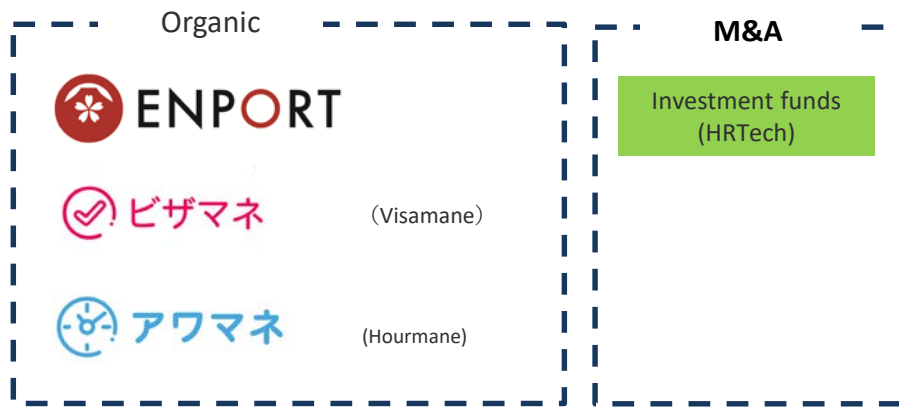 Organic
ENPORT
ビザマネ
（Visamane）
アワマネ
(Hourmane)
M&A
Investment funds
(HRTech)